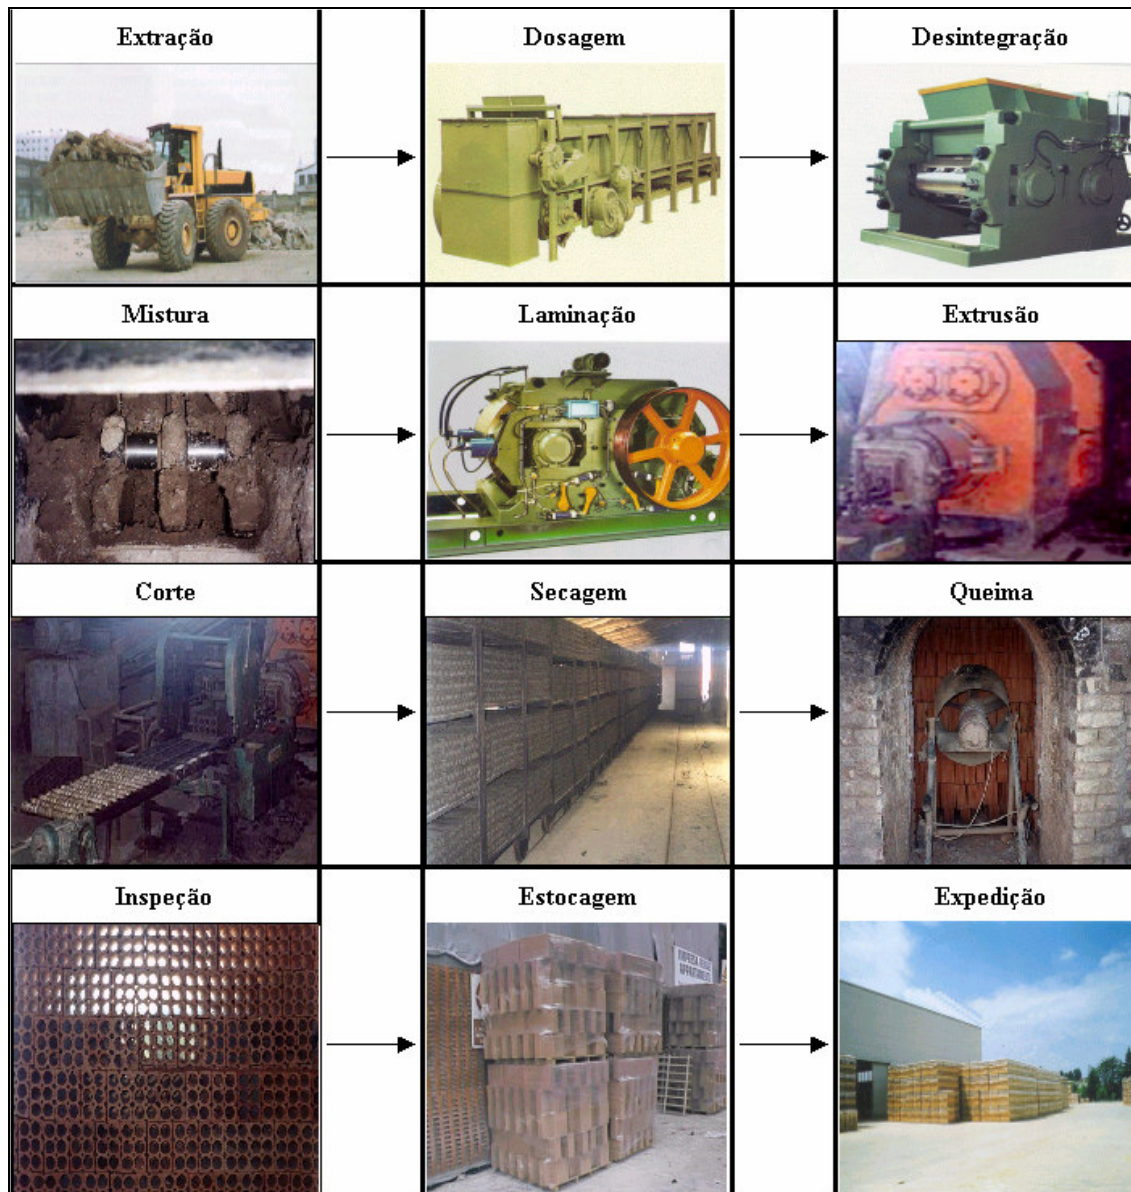 Extração
Dosagem
Desintegração
Mistura
Laminação
Extrusão
Corte
Secagem
Queima
Inspeção
Estocagem
Expedição